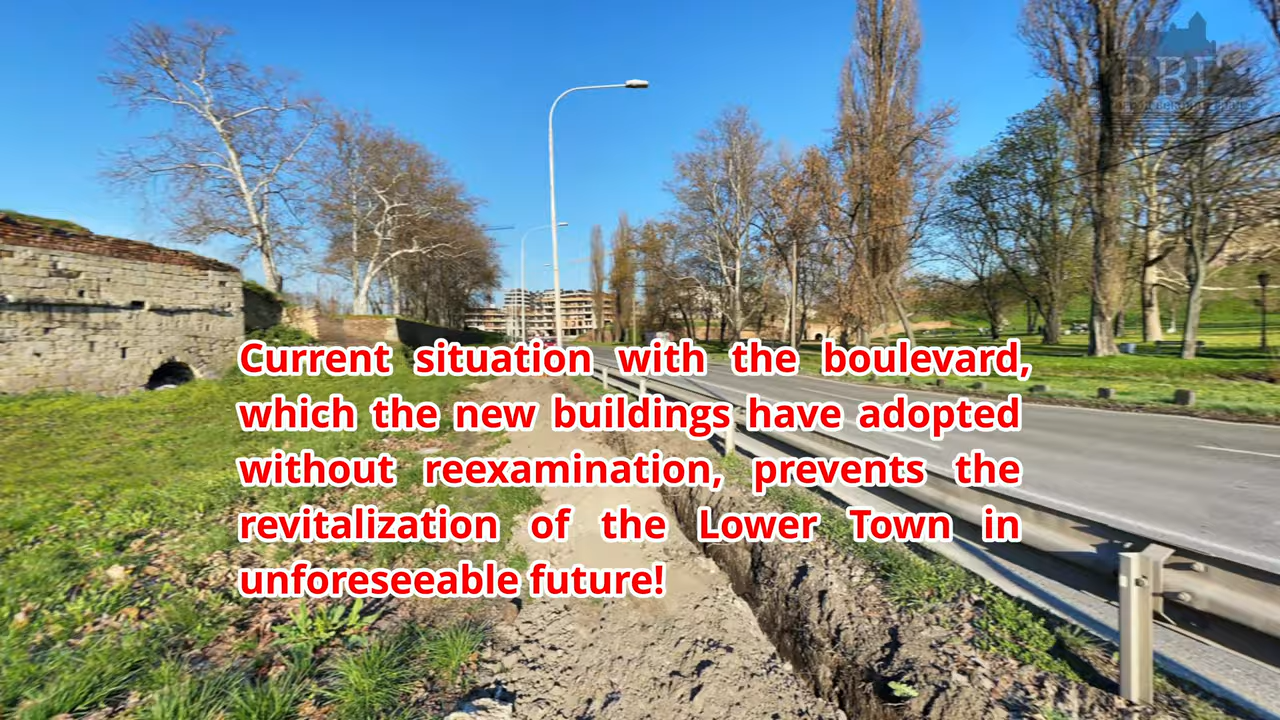 BBI
Current situation with the boulevard,
which the new buildings have adopted
without reexamination, prevents the
revitalization of the Lower Town in
unforeseeable future!